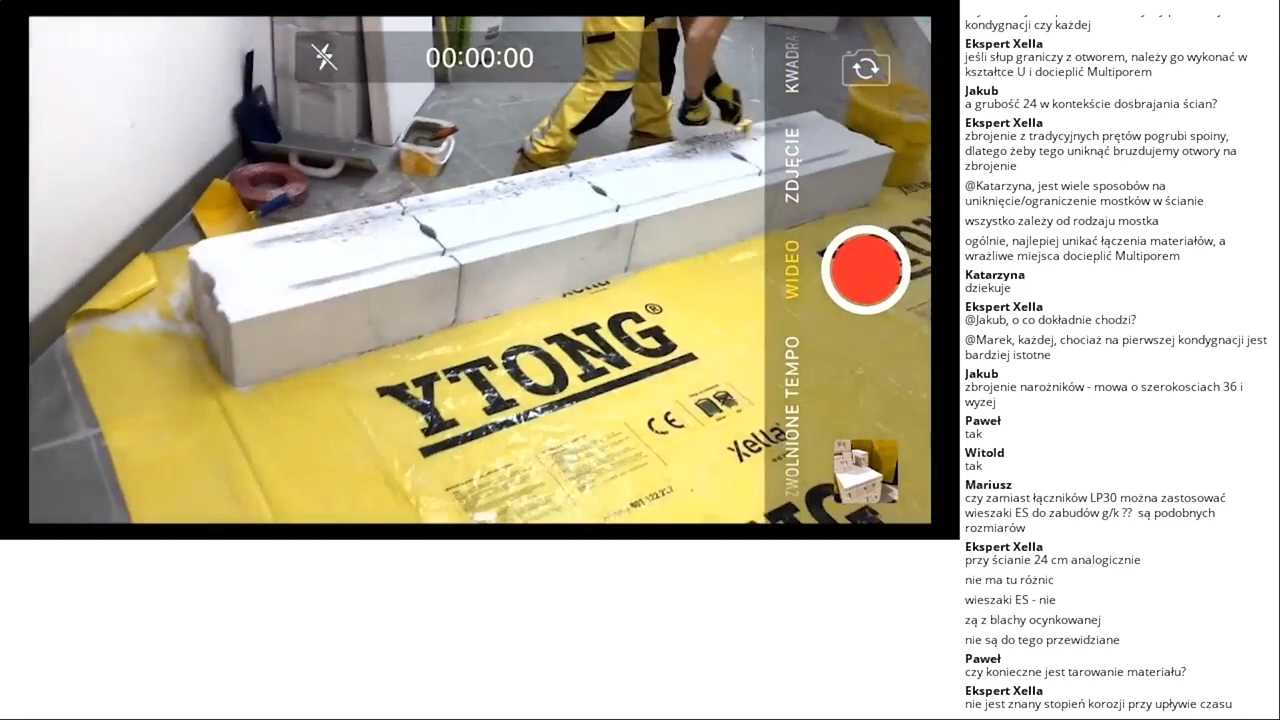 00:00:00
KWADRAT
ZDJĘCIE
WIDEO
ZWOLNIONE TEMPO
YTONG®
CE
xella
kondygnacji czy każdej
Ekspert Xella
jeśli słup graniczy z otworem, należy go wykonać w
kształtce U i docieplić Multiporem
Jakub
a grubość 24 w kontekście dosbrajania ścian?
Ekspert Xella
zbrojenie z tradycyjnych prętów pogrubi spoiny,
dlatego żeby tego uniknąć bruzdujemy otwory na
zbrojenie
@Katarzyna, jest wiele sposobów na
uniknięcie/ograniczenie mostków w ścianie
wszystko zależy od rodzaju mostka
ogólnie, najlepiej unikać łączenia materiałów, a
wrażliwe miejsca docieplić Multiporem
Katarzyna
dziekuje
Ekspert Xella
@Jakub, o co dokładnie chodzi?
@Marek, każdej, chociaż na pierwszej kondygnacji jest
bardziej istotne
Jakub
zbrojenie narożników - mowa o szerokosciach 36 i
wyzej
Paweł
tak
Witold
tak
Mariusz
czy zamiast łączników LP30 można zastosować
wieszaki ES do zabudów g/k ??  są podobnych
rozmiarów
Ekspert Xella
przy ścianie 24 cm analogicznie
nie ma tu różnic
wieszaki ES - nie
zą z blachy ocynkowanej
nie są do tego przewidziane
Paweł
czy konieczne jest tarowanie materiału?
Ekspert Xella
nie jest znany stopień korozji przy upływie czasu